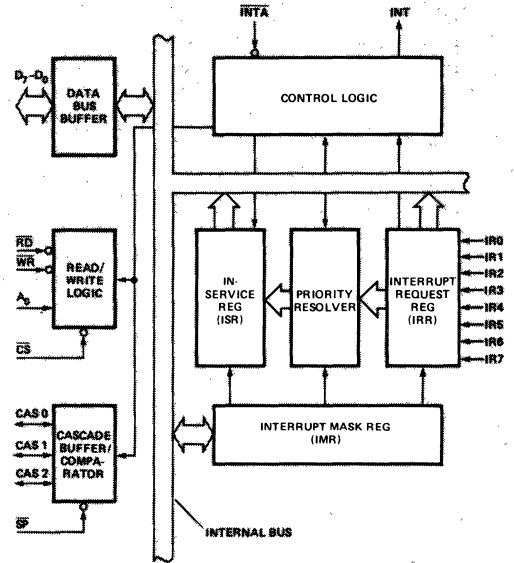 INTA
INT
D7-D0
DATA
BUS
BUFFER
CONTROL LOGIC
RD
WR
A0
CS
READ/
WRITE
LOGIC
IN-
SERVICE
REG
(ISR)
PRIORITY
RESOLVER
INTERRUPT
REQUEST
REG
(IRR)
IR0
IR1
IR2
IR3
IR4
IR5
IR6
IR7
CAS 0
CAS 1
CAS 2
SP
CASCADE
BUFFER/
COMPA-
RATOR
INTERRUPT MASK REG
(IMR)
INTERNAL BUS